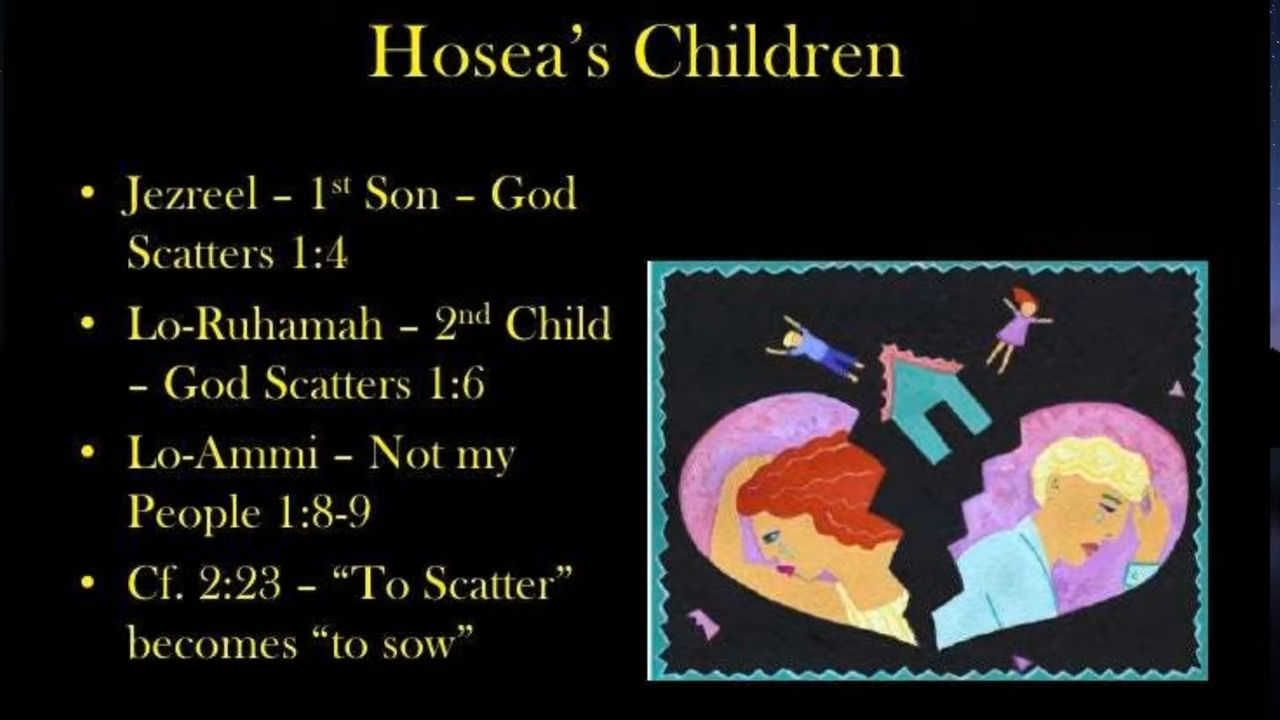 Hosea’s Children
• Jezreel – 1st Son – God
Scatters 1:4
• Lo-Ruhamah – 2nd Child
– God Scatters 1:6
• Lo-Ammi – Not my
People 1:8-9
• Cf. 2:23 – “To Scatter”
becomes “to sow”